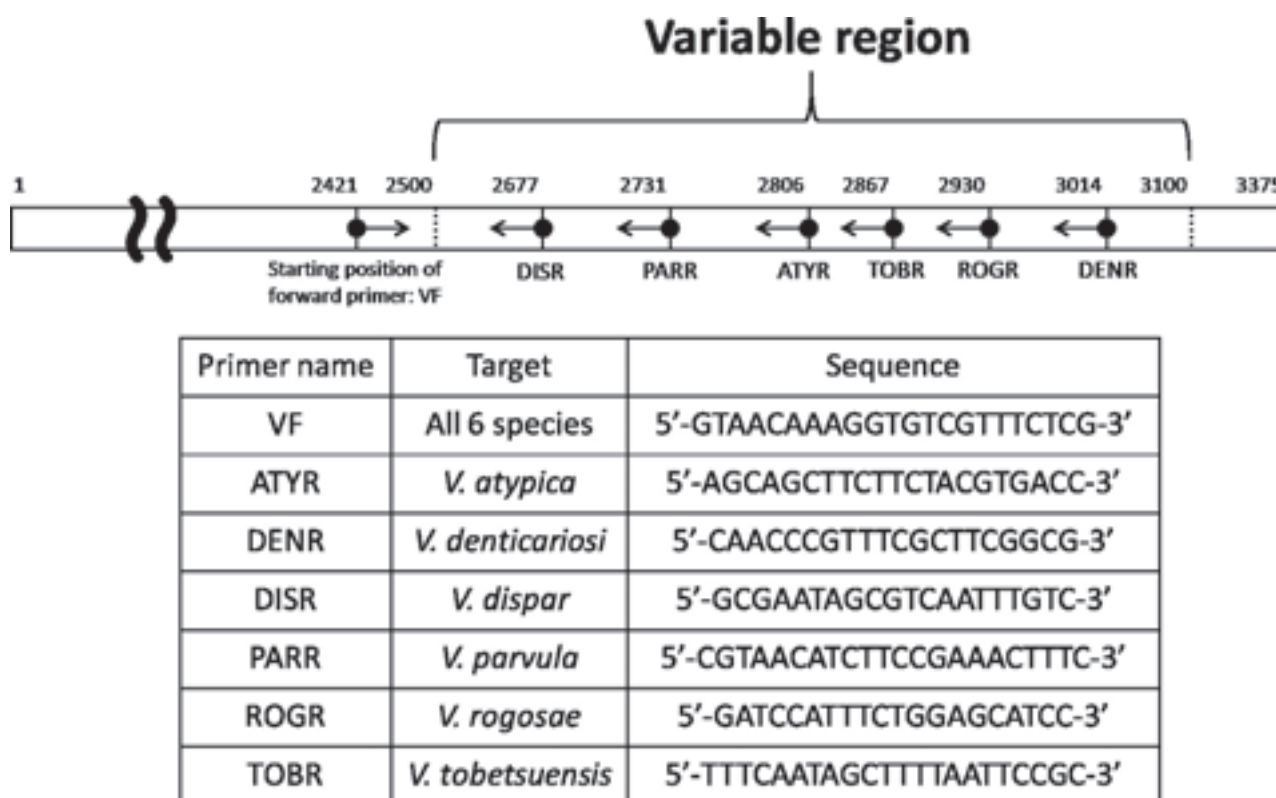 Variable region
1 2421 2500 2677 2731 2806 2867 2930 3014 3100 3375
Starting position of
forward primer: VF
DISR PARR ATYR TOBR ROGR DENR
Primer name Target Sequence
VF All 6 species 5’-GTAACAAAGGTGTCGTTTCTCG-3’
ATYR V. atypica 5’-AGCAGCTTCTTCTACGTGACC-3’
DENR V. denticariosi 5’-CAACCCGTTTCGCTTCGGCG-3’
DISR V. dispar 5’-GCGAATAGCGTCAATTTGTC-3’
PARR V. parvula 5’-CGTAACATCTTCCGAAACTTTC-3’
ROGR V. rogosae 5’-GATCCATTTCTGGAGCATCC-3’
TOBR V. tobetsuensis 5’-TTTCAATAGCTTTTAATTCCGC-3’